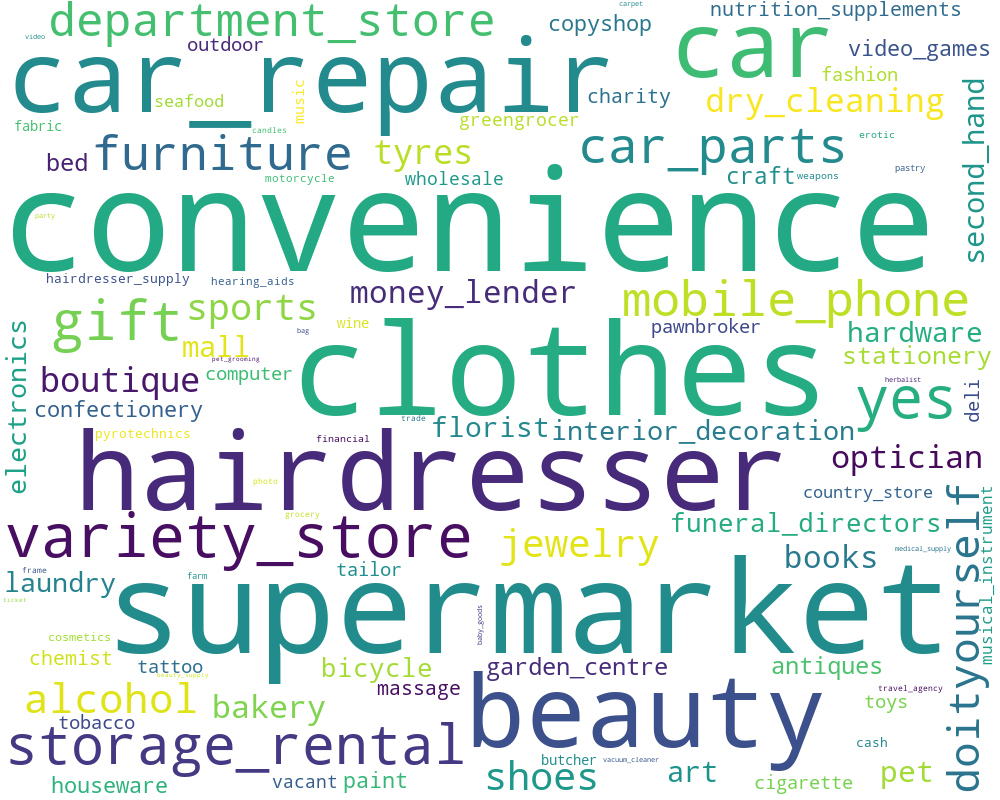 department_store
copyshop
nutrition_supplements
carpet
video
outdoor
car_repair
car
video_games
fashion
seafood
music
charity
dry_cleaning
fabric
candles
greengrocer
second_hand
bed
furniture
tyres
car_parts
erotic
motorcycle
wholesale
craft
weapons
pastry
convenience
party
hairdresser_supply
hearing_aids
money_lender
mobile_phone
gift
sports
wine
bag
pawnbroker
hardware
electronics
mall
pet_grooming
computer
clothes
stationery
boutique
yes
herbalist
deli
confectionery
trade
florist
interior_decoration
pyrotechnics
financial
hairdresser
optician
photo
country_store
grocery
variety_store
jewelry
funeral_directors
doityourself
musical_instrument
books
medical_supply
frame
laundry
farm
tailor
supermarket
ticket
baby_goods
cosmetics
chemist
tattoo
beauty_supply
bicycle
garden_centre
antiques
massage
travel_agency
alcohol
bakery
beauty
toys
tobacco
storage_rental
cash
houseware
vacant
paint
shoes
butcher
vacuum_cleaner
art
cigarette
pet